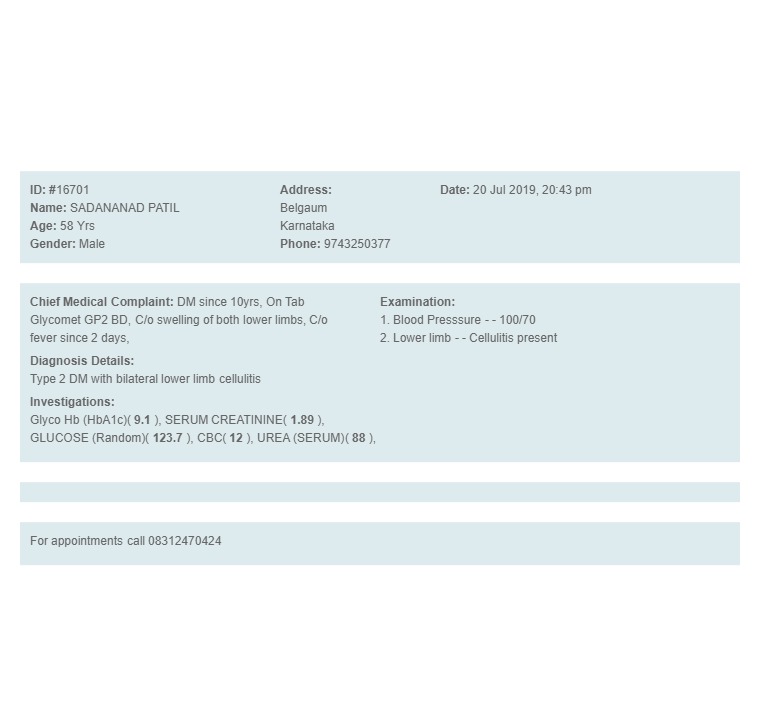 ID: #16701
Name: SADANANAD PATIL
Age: 58 Yrs
Gender: Male
Address:
Belgaum
Karnataka
Phone: 9743250377
Date: 20 Jul 2019, 20:43 pm
Chief Medical Complaint: DM since 10yrs, On Tab
Glycomet GP2 BD, C/o swelling of both lower limbs, C/o
fever since 2 days,
Diagnosis Details:
Type 2 DM with bilateral lower limb cellulitis
Investigations:
Glyco Hb (HbA1c)( 9.1 ), SERUM CREATININE( 1.89 ),
GLUCOSE (Random)( 123.7 ), CBC( 12 ), UREA (SERUM)( 88 ),
Examination:
1. Blood Presssure - - 100/70
2. Lower limb - - Cellulitis present
For appointments call 08312470424